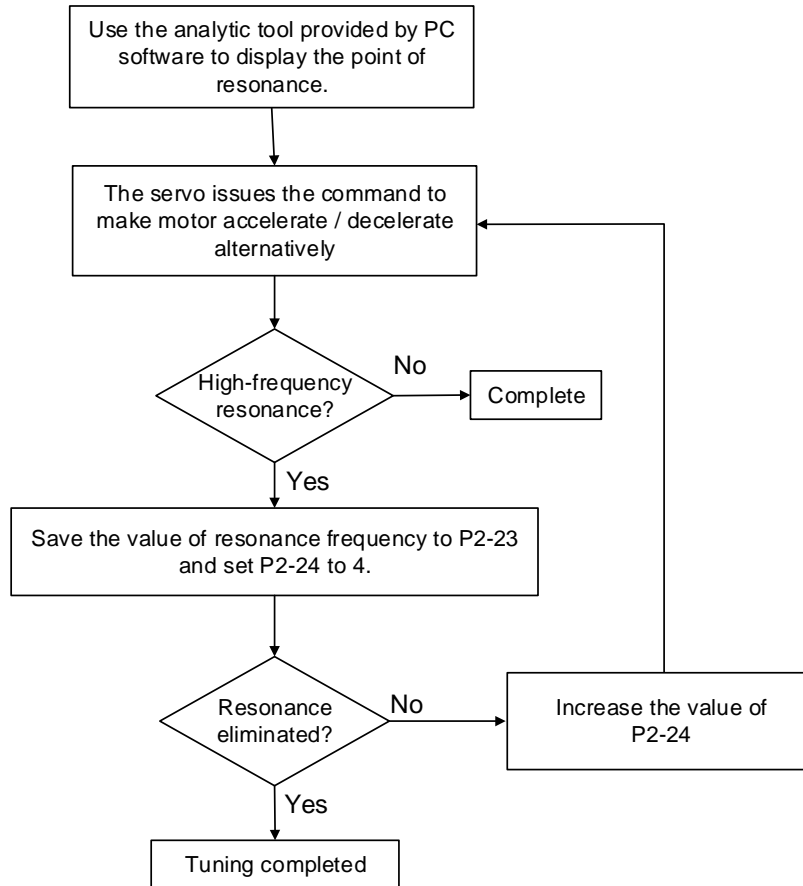 Use the analytic tool provided by PC
software to display the point of
resonance.
The servo issues the command to
make motor accelerate / decelerate
alternatively
High-frequency
resonance?
No
Complete
Yes
Save the value of resonance frequency to P2-23
and set P2-24 to 4.
Resonance
eliminated?
No
Increase the value of
P2-24
Yes
Tuning completed